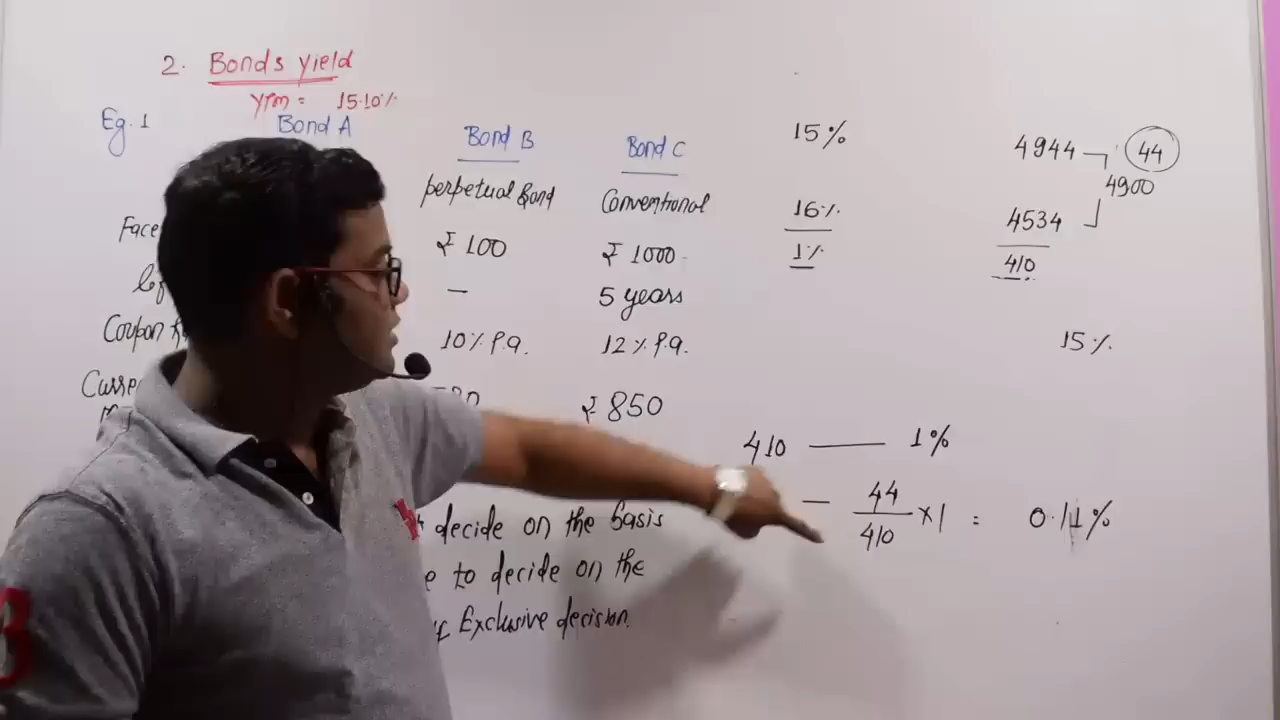 2. Bonds yield
YTM = 15.10%
Eg. 1
Bond A
Bond B
Bond C
perpetual Bond
Conventional
Face
₹ 100
₹ 1000
—
5 years
Coupon
10% P.a.
12% P.a.
₹ 850
decide on the basis
to decide on the
Exclusive decision.
15%
16%
1%
4944
44
4900
4534
410
15%
410 — 1%
— 44/410 × 1 = 0.11%